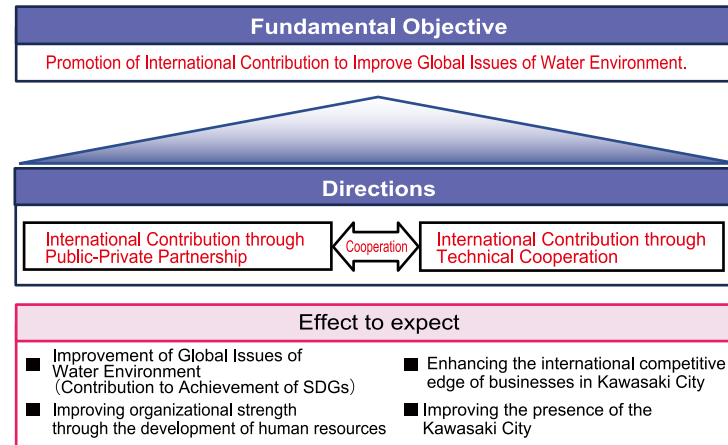 Fundamental Objective
Promotion of International Contribution to Improve Global Issues of Water Environment.
Directions
International Contribution through
Public-Private Partnership
Cooperation
International Contribution through
Technical Cooperation
Effect to expect
■ Improvement of Global Issues of
Water Environment
（Contribution to Achievement of SDGs）
■ Improving organizational strength
through the development of human resources
■ Enhancing the international competitive
edge of businesses in Kawasaki City
■ Improving the presence of the
Kawasaki City